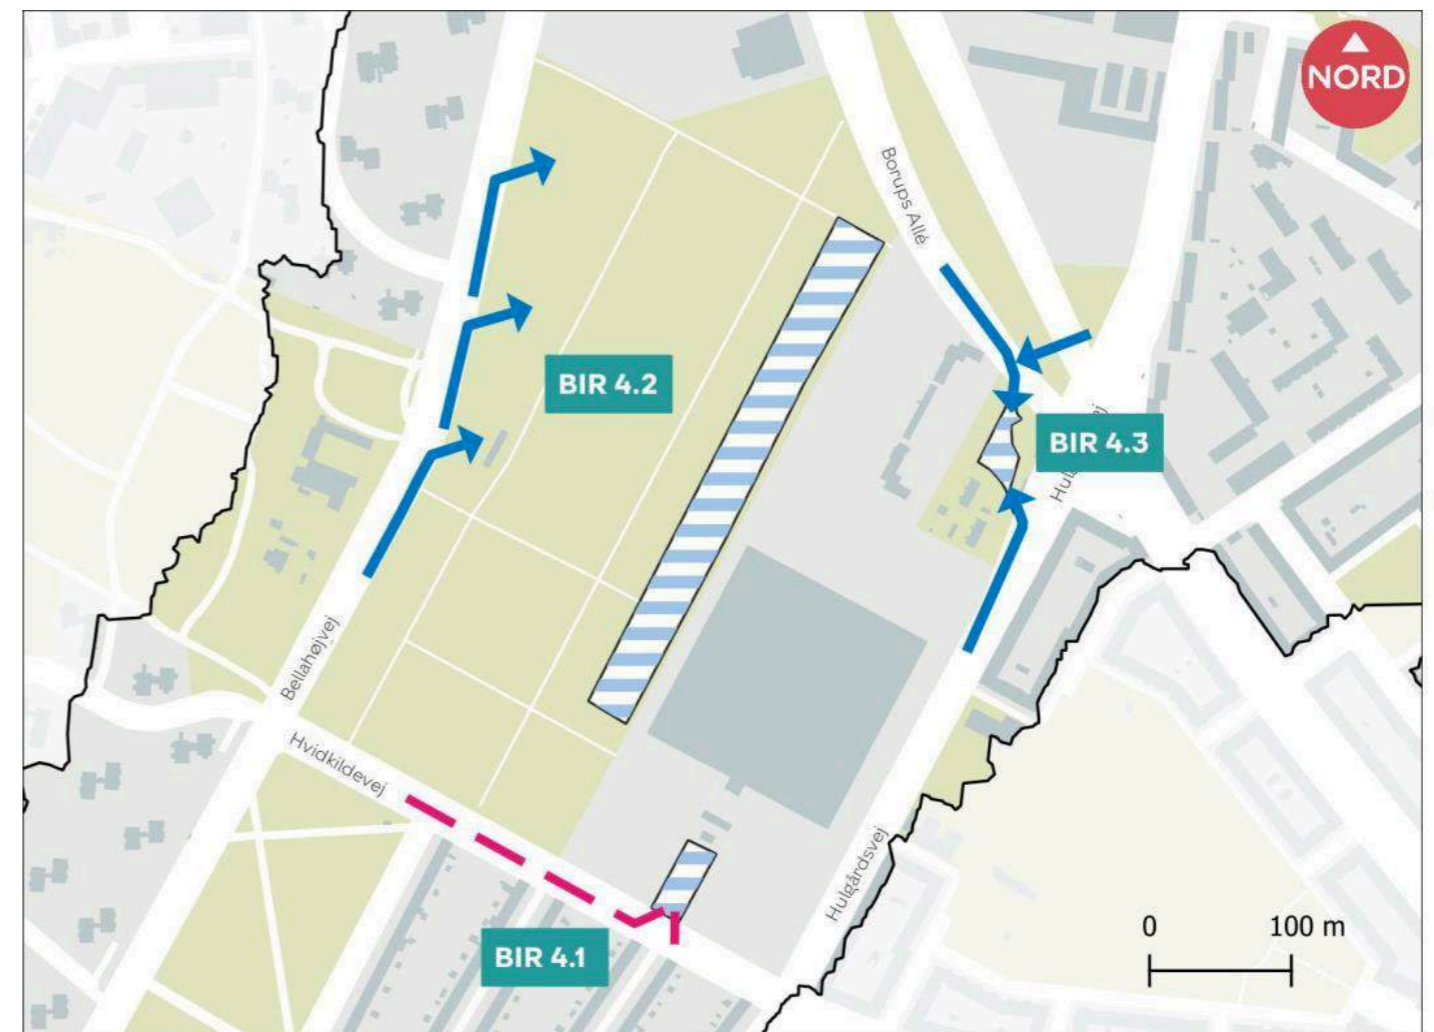 NORD
Borups Allé
BIR 4.2
BIR 4.3
Bellahøjvej
Hvidkildevej
Hulgårdsvej
BIR 4.1
0 100 m